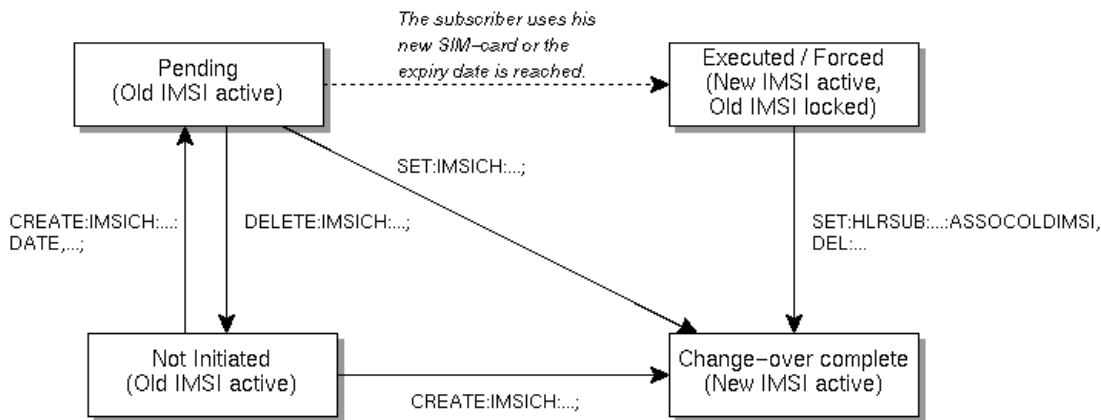 The subscriber uses his
new SIM-card or the
expiry date is reached.
Pending
(Old IMSI active)
Executed / Forced
(New IMSI active,
Old IMSI locked)
SET:IMSICH:...;
CREATE:IMSICH:...:
DATE,...;
DELETE:IMSICH:...;
SET:HLRSUB:...:ASSOCOLDIMSI,
DEL:...
Not Initiated
(Old IMSI active)
Change-over complete
(New IMSI active)
CREATE:IMSICH:...;